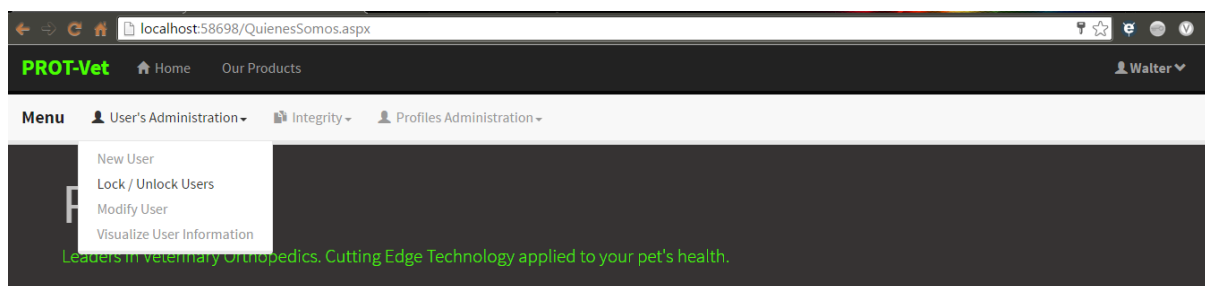 localhost:58698/QuienesSomos.aspx
PROT-Vet Home Our Products Walter
Menu User's Administration Integrity Profiles Administration
New User
Lock / Unlock Users
Modify User
Visualize User Information
Leaders in Veterinary Orthopedics. Cutting Edge Technology applied to your pet's health.